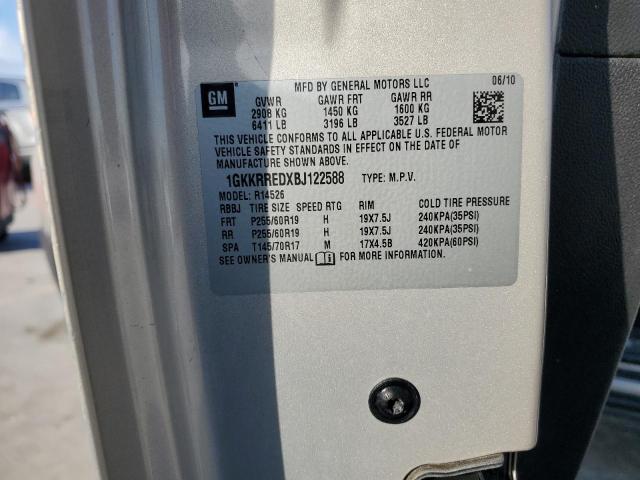 MFD BY GENERAL MOTORS LLC 06/10
GM
GVWR GAWR FRT GAWR RR
2908 KG 1450 KG 1600 KG
6411 LB 3196 LB 3527 LB
THIS VEHICLE CONFORMS TO ALL APPLICABLE U.S. FEDERAL MOTOR
VEHICLE SAFETY STANDARDS IN EFFECT ON THE DATE OF
MANUFACTURE SHOWN ABOVE.
1GKKRREDXBJ122588 TYPE: M.P.V.
MODEL: R14526
RBBJ TIRE SIZE SPEED RTG RIM COLD TIRE PRESSURE
FRT P255/60R19 H 19X7.5J 240KPA(35PSI)
RR P255/60R19 H 19X7.5J 240KPA(35PSI)
SPA T145/70R17 M 17X4.5B 420KPA(60PSI)
SEE OWNER'S MANUAL FOR MORE INFORMATION.